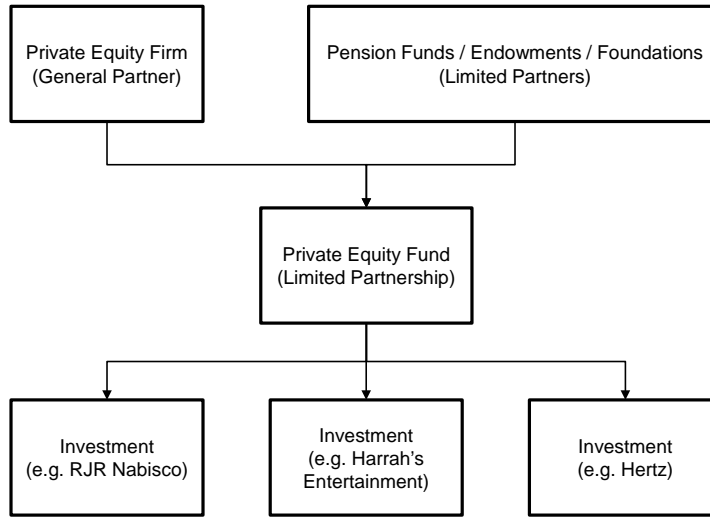 Private Equity Firm
(General Partner)
Pension Funds / Endowments / Foundations
(Limited Partners)
Private Equity Fund
(Limited Partnership)
Investment
(e.g. RJR Nabisco)
Investment
(e.g. Harrah's
Entertainment)
Investment
(e.g. Hertz)